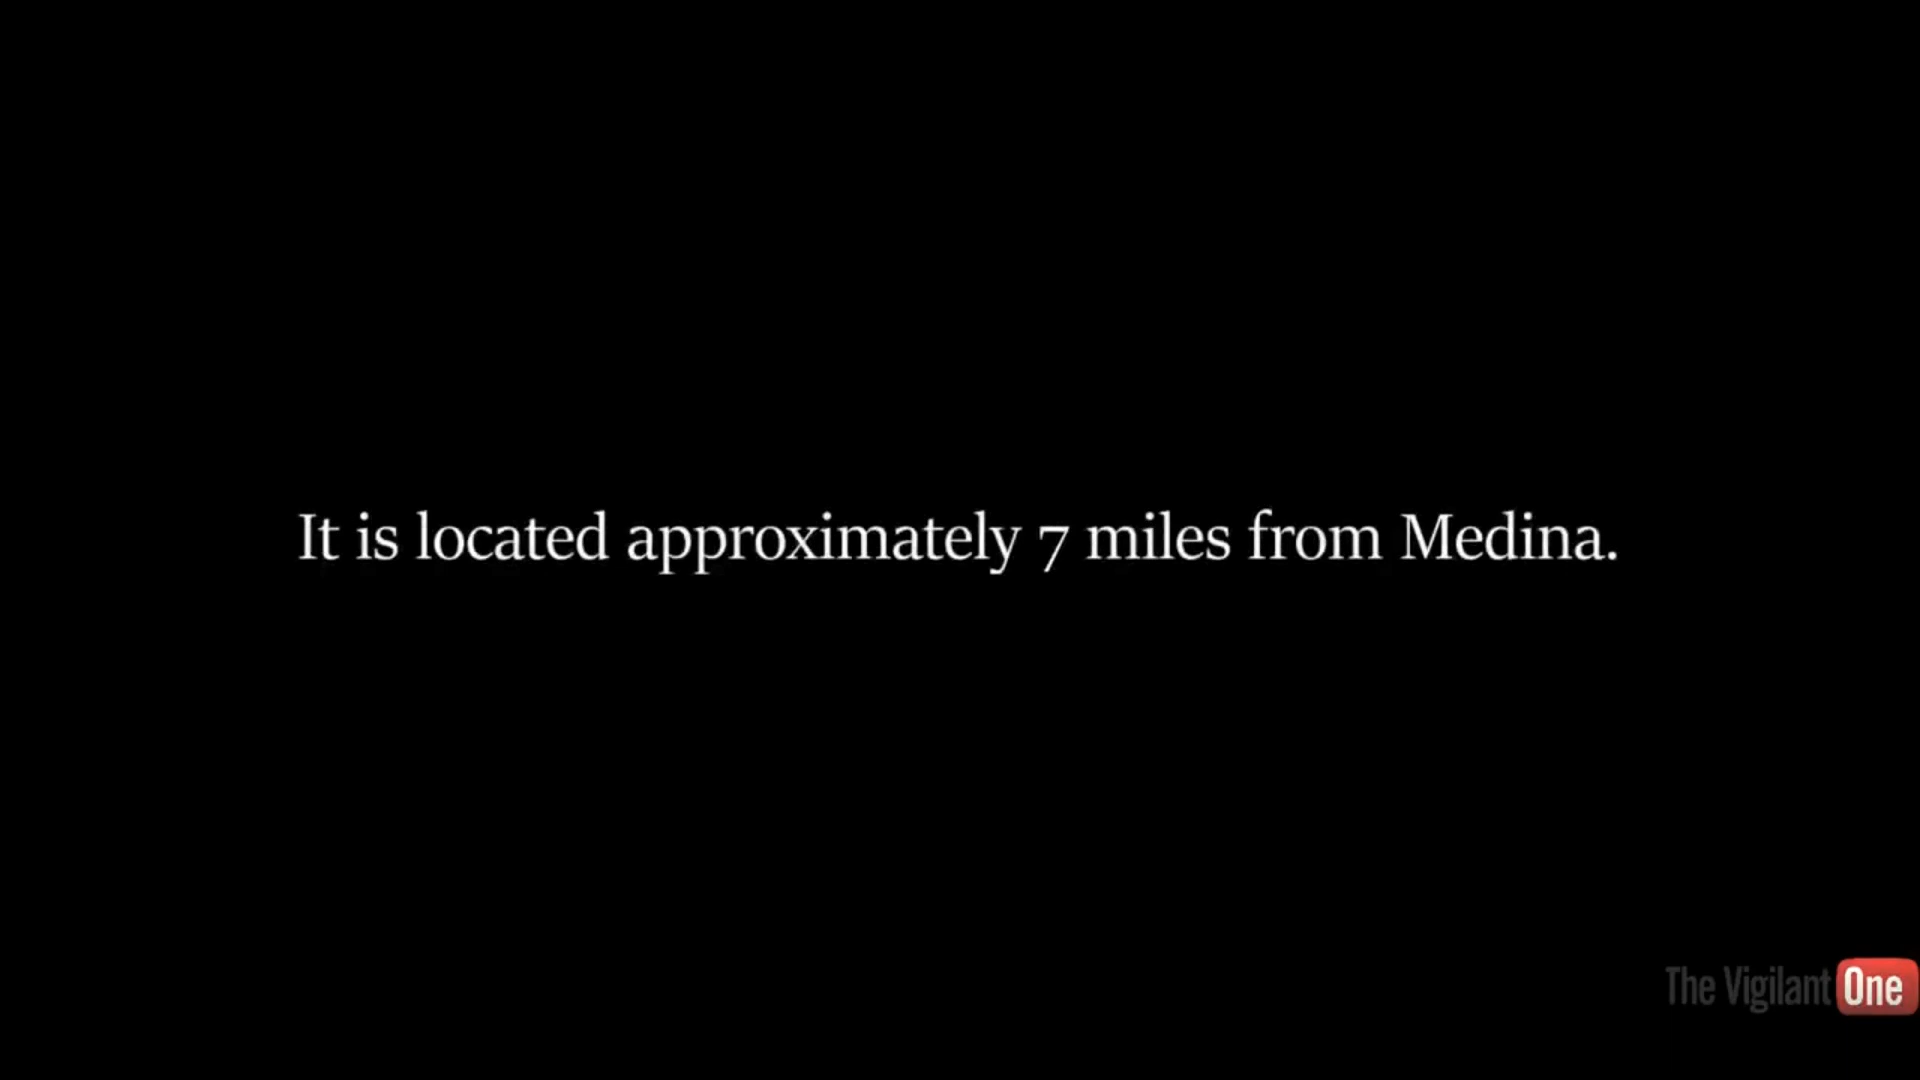 It is located approximately 7 miles from Medina.
The Vigilant One